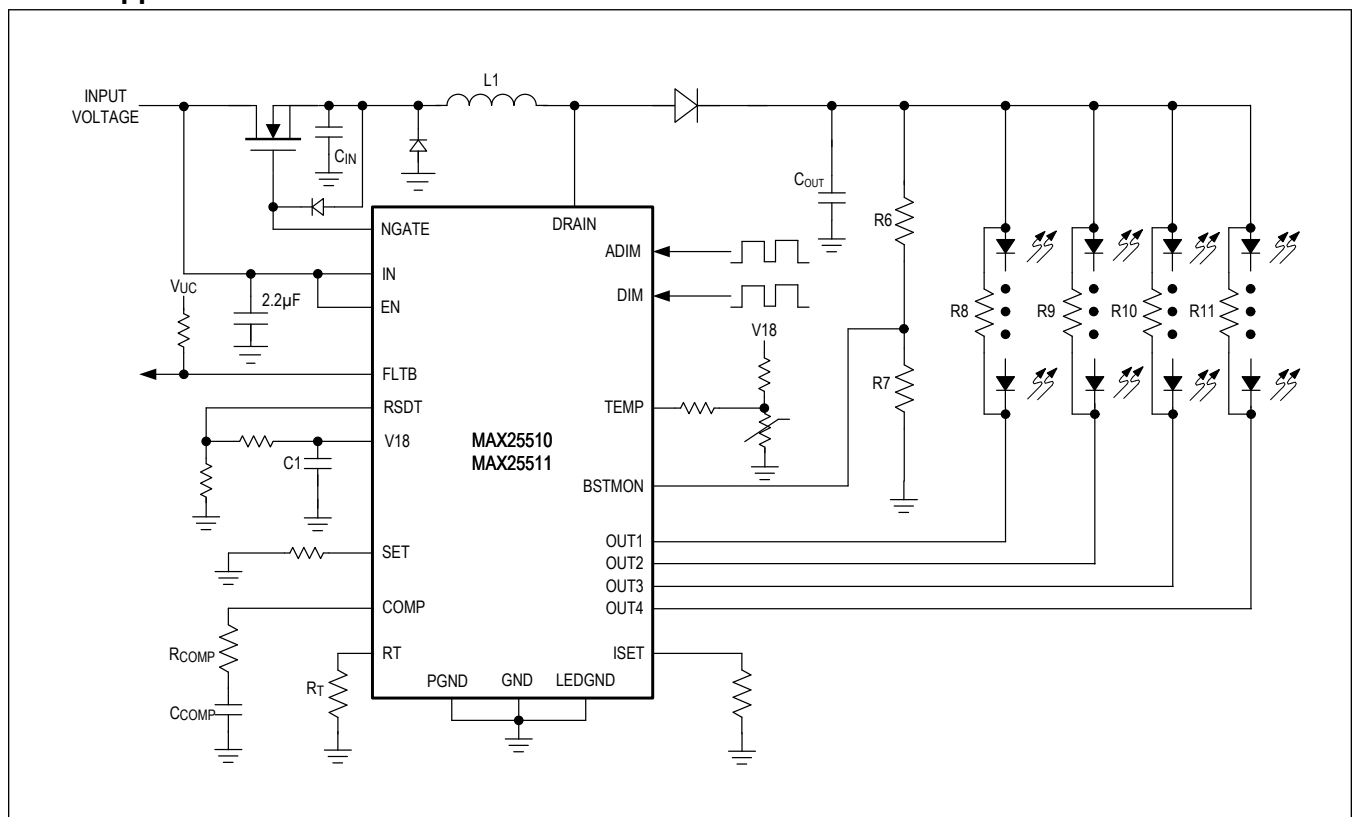 INPUT
VOLTAGE
L1
CIN
COUT
R6
R7
R8
R9
R10
R11
NGATE
DRAIN
ADIM
IN
EN
DIM
VUC
2.2µF
V18
FLTB
RSDT
TEMP
V18
C1
MAX25510
MAX25511
BSTMON
SET
OUT1
OUT2
OUT3
OUT4
COMP
RCOMP
CCOMP
RT
RT
ISET
PGND
GND
LEDGND